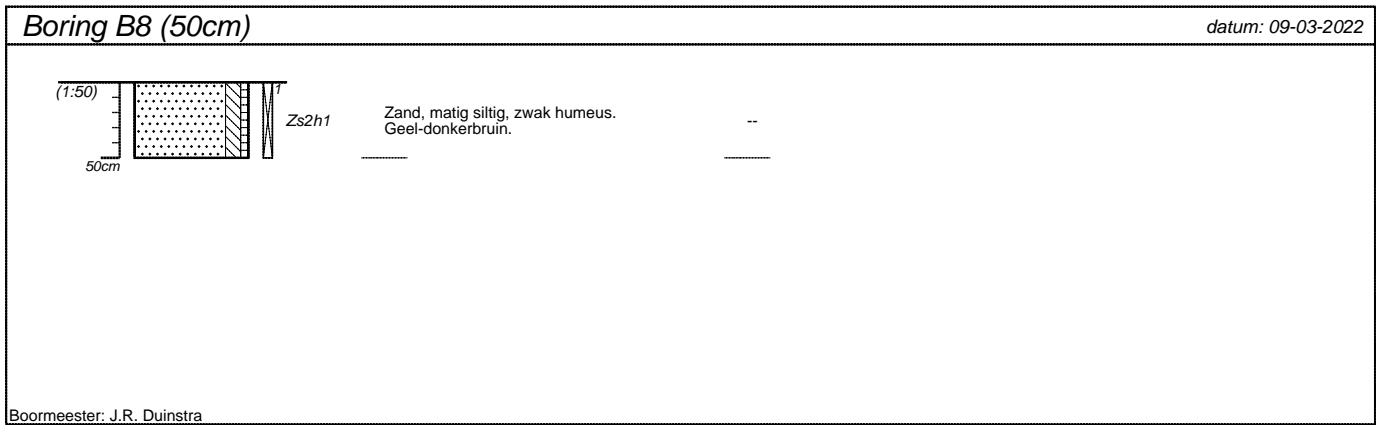 Boring B8 (50cm)
datum: 09-03-2022
(1:50)
1
Zs2h1
Zand, matig siltig, zwak humeus.
Geel-donkerbruin.
--
50cm
Boormeester: J.R. Duinstra